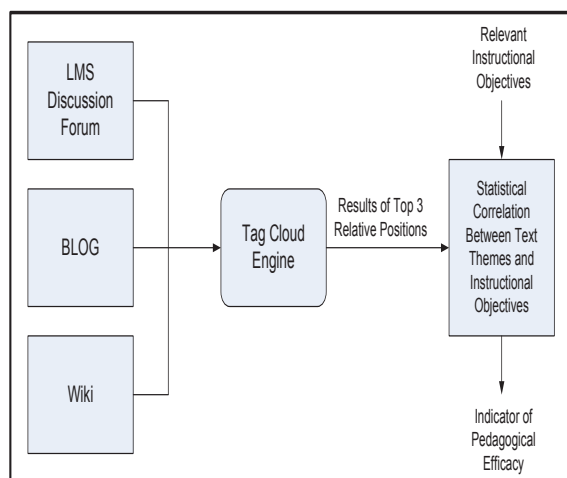 LMS
Discussion
Forum
BLOG
Wiki
Tag Cloud
Engine
Results of Top 3
Relative Positions
Relevant
Instructional
Objectives
Statistical
Correlation
Between Text
Themes and
Instructional
Objectives
Indicator of
Pedagogical
Efficacy